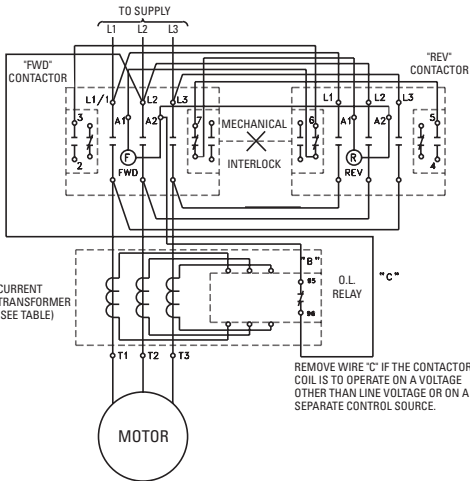 TO SUPPLY
L1 L2 L3
"FWD"
CONTACTOR
"REV"
CONTACTOR
L1/1 L2 L3
L1 L2 L3
3 A1 A2 7
MECHANICAL
6 A1 A2 5
F
R
2
FWD
INTERLOCK
REV
4
"B"
CURRENT
TRANSFORMER
(SEE TABLE)
95
O.L.
RELAY
"C"
96
T1 T2 T3
REMOVE WIRE "C" IF THE CONTACTOR
COIL IS TO OPERATE ON A VOLTAGE
OTHER THAN LINE VOLTAGE OR ON A
SEPARATE CONTROL SOURCE.
MOTOR